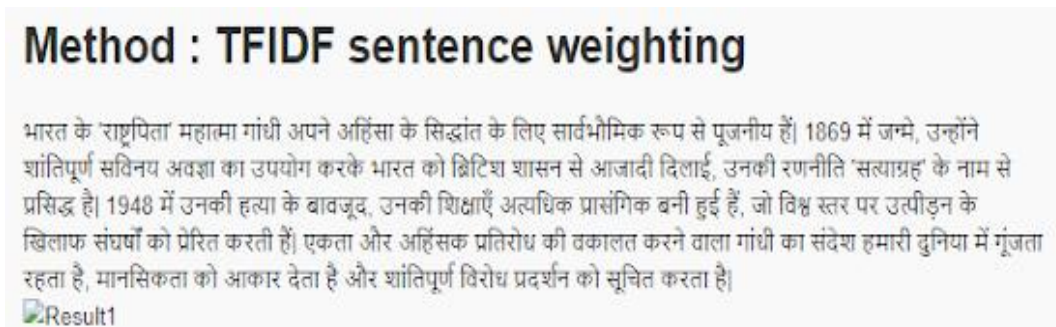 Method : TFIDF sentence weighting
भारत के 'राष्ट्रपिता' महात्मा गांधी अपने अहिंसा के सिद्धांत के लिए सार्वभौमिक रूप से पूजनीय हैं| 1869 में जन्मे, उन्होंने
शांतिपूर्ण सविनय अवज्ञा का उपयोग करके भारत को ब्रिटिश शासन से आजादी दिलाई, उनकी रणनीति 'सत्याग्रह' के नाम से
प्रसिद्ध है| 1948 में उनकी हत्या के बावजूद, उनकी शिक्षाएँ अत्यधिक प्रासंगिक बनी हुई हैं, जो विश्व स्तर पर उत्पीड़न के
खिलाफ संघर्षों को प्रेरित करती हैं| एकता और अहिंसक प्रतिरोध की वकालत करने वाला गांधी का संदेश हमारी दुनिया में गूंजता
रहता है, मानसिकता को आकार देता है और शांतिपूर्ण विरोध प्रदर्शन को सूचित करता है|
Result1